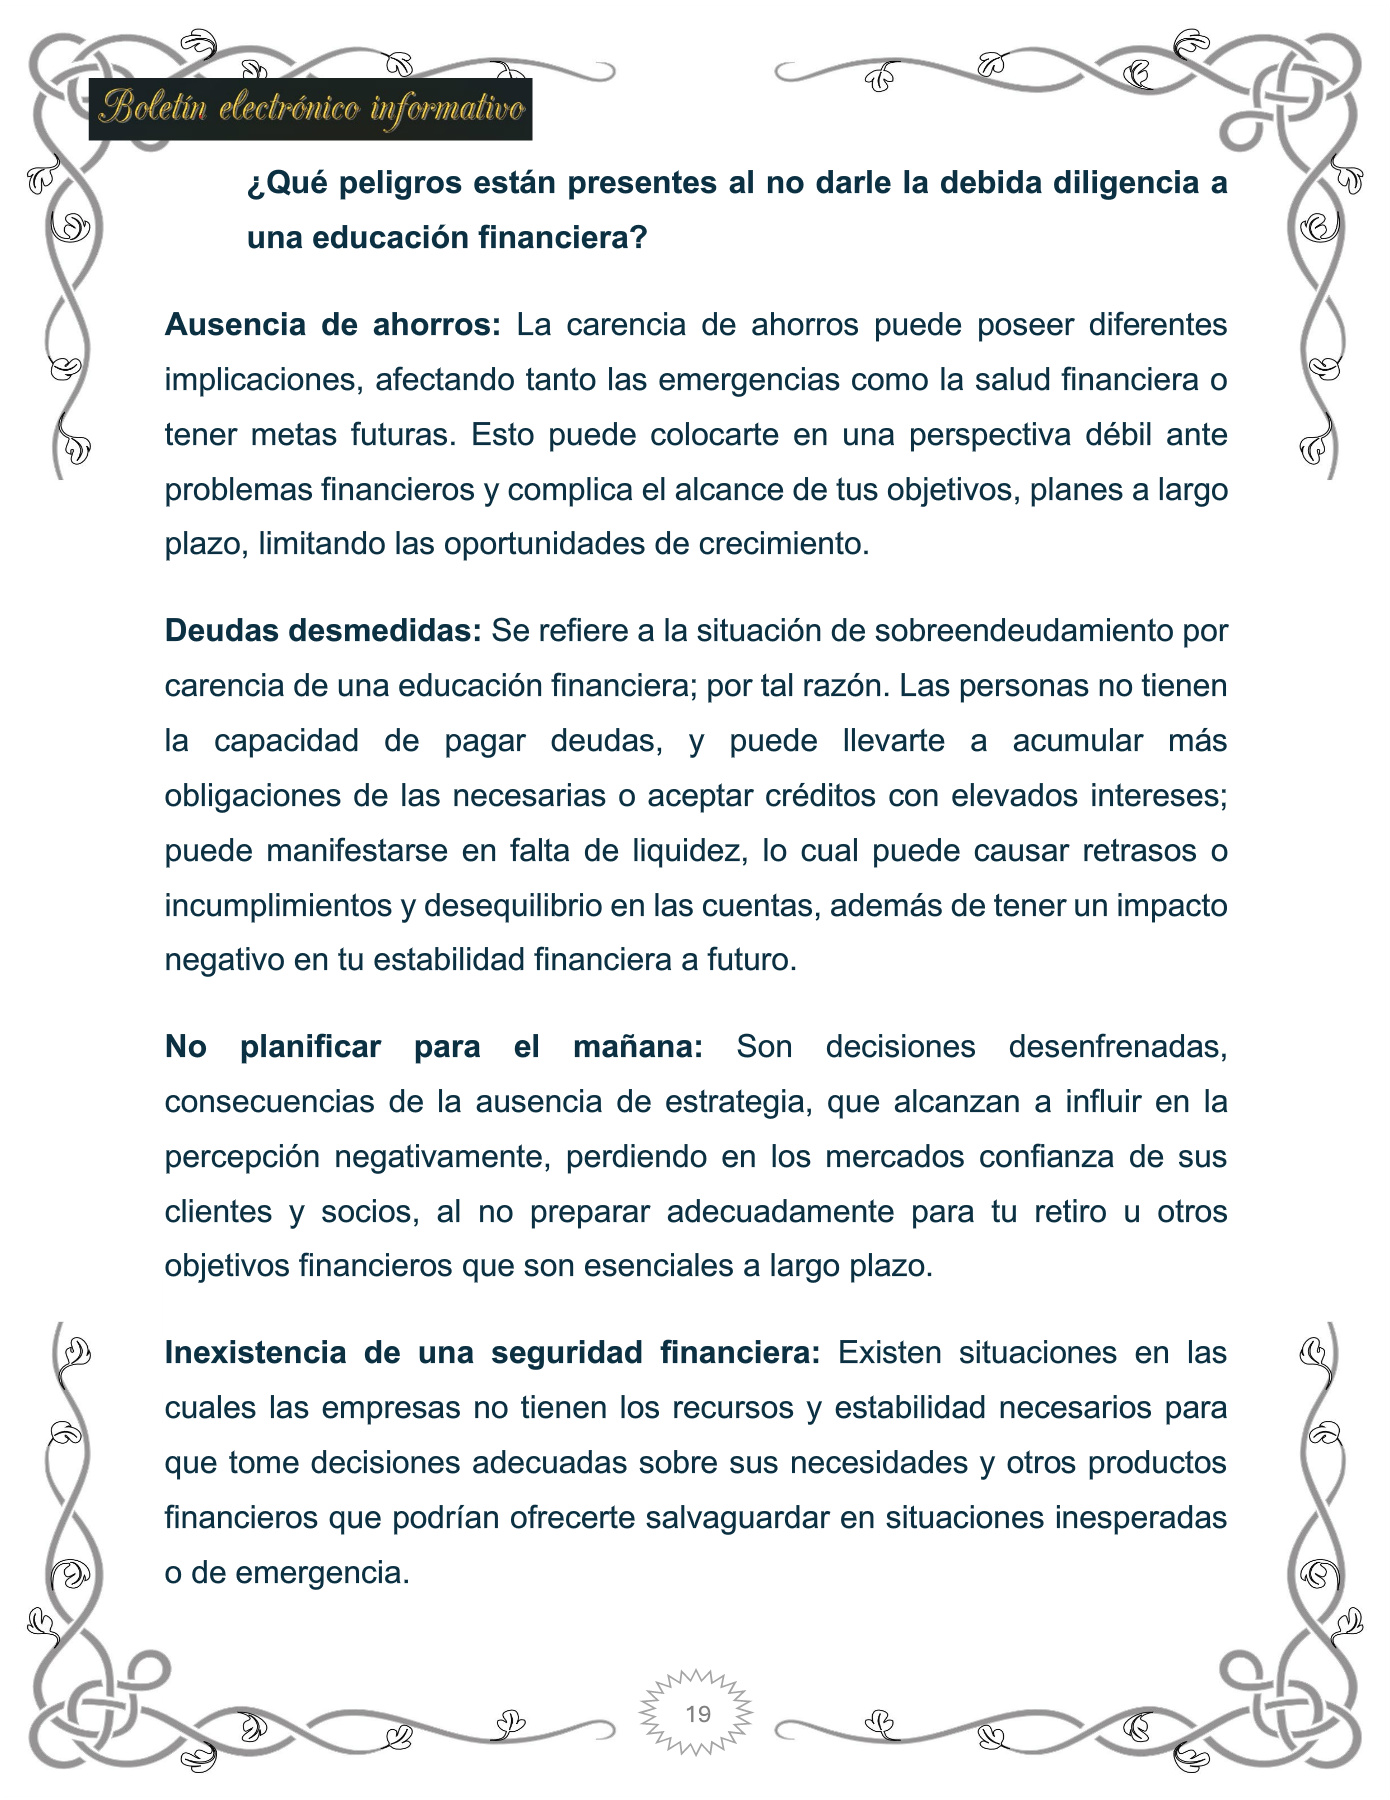 Boletín electrónico informativo
¿Qué peligros están presentes al no darle la debida diligencia a
una educación financiera?
Ausencia de ahorros: La carencia de ahorros puede poseer diferentes
implicaciones, afectando tanto las emergencias como la salud financiera o
tener metas futuras. Esto puede colocarte en una perspectiva débil ante
problemas financieros y complica el alcance de tus objetivos, planes a largo
plazo, limitando las oportunidades de crecimiento.
Deudas desmedidas: Se refiere a la situación de sobreendeudamiento por
carencia de una educación financiera; por tal razón. Las personas no tienen
la capacidad de pagar deudas, y puede llevarte a acumular más
obligaciones de las necesarias o aceptar créditos con elevados intereses;
puede manifestarse en falta de liquidez, lo cual puede causar retrasos o
incumplimientos y desequilibrio en las cuentas, además de tener un impacto
negativo en tu estabilidad financiera a futuro.
No planificar para el mañana: Son decisiones desenfrenadas,
consecuencias de la ausencia de estrategia, que alcanzan a influir en la
percepción negativamente, perdiendo en los mercados confianza de sus
clientes y socios, al no preparar adecuadamente para tu retiro u otros
objetivos financieros que son esenciales a largo plazo.
Inexistencia de una seguridad financiera: Existen situaciones en las
cuales las empresas no tienen los recursos y estabilidad necesarios para
que tome decisiones adecuadas sobre sus necesidades y otros productos
financieros que podrían ofrecerte salvaguardar en situaciones inesperadas
o de emergencia.
19